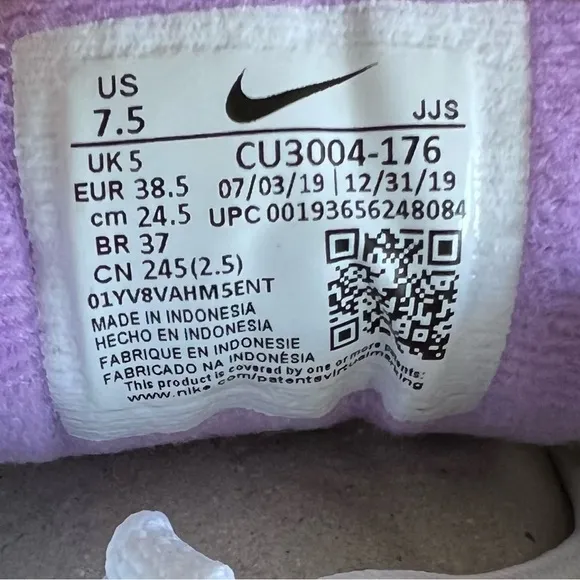 US
7.5
JJS
UK 5
CU3004-176
EUR 38.5
07/03/19 | 12/31/19
cm 24.5
UPC 00193656248084
BR 37
CN 245(2.5)
01YV8VAHM5ENT
MADE IN INDONESIA
HECHO EN INDONESIA
FABRIQUE EN INDONESIE
FABRICADO NA INDONÉSIA
This product is covered by one or more patents:
www.nike.com/patentsvirtualmarking